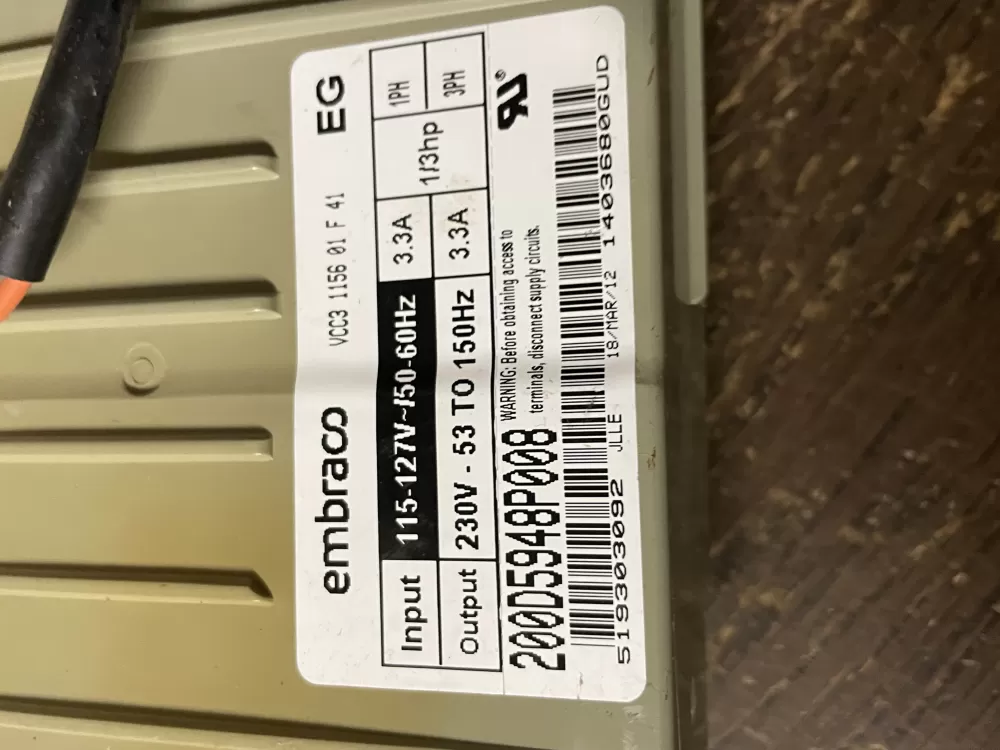 embraco VCC3 1156 01 F 41 EG
Input 115-127V~/50-60Hz 3.3A 1/3hp 1PH
Output 230V - 53 TO 150Hz 3.3A 3PH
200D5948P008
WARNING: Before obtaining access to
terminals, disconnect supply circuits.
519303092 JLLE 18/MAR/12 1403680GUD